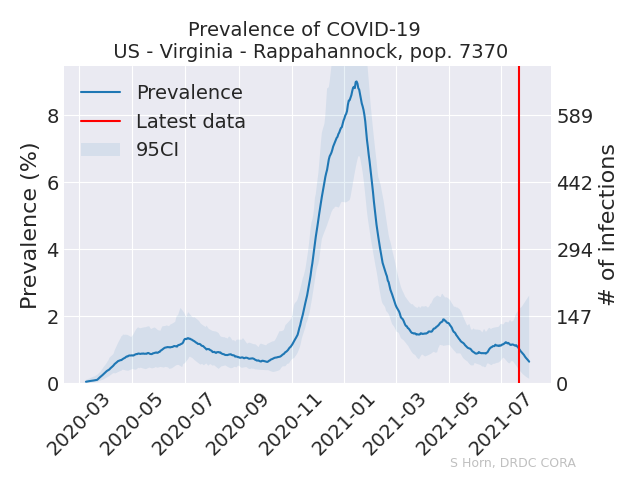 Prevalence of COVID-19
US - Virginia - Rappahannock, pop. 7370
Prevalence
Latest data
95CI
Prevalence (%)
8
6
4
2
0
589
442
294
147
0
# of infections
2020-03
2020-05
2020-07
2020-09
2020-11
2021-01
2021-03
2021-05
2021-07
S Horn, DRDC CORA